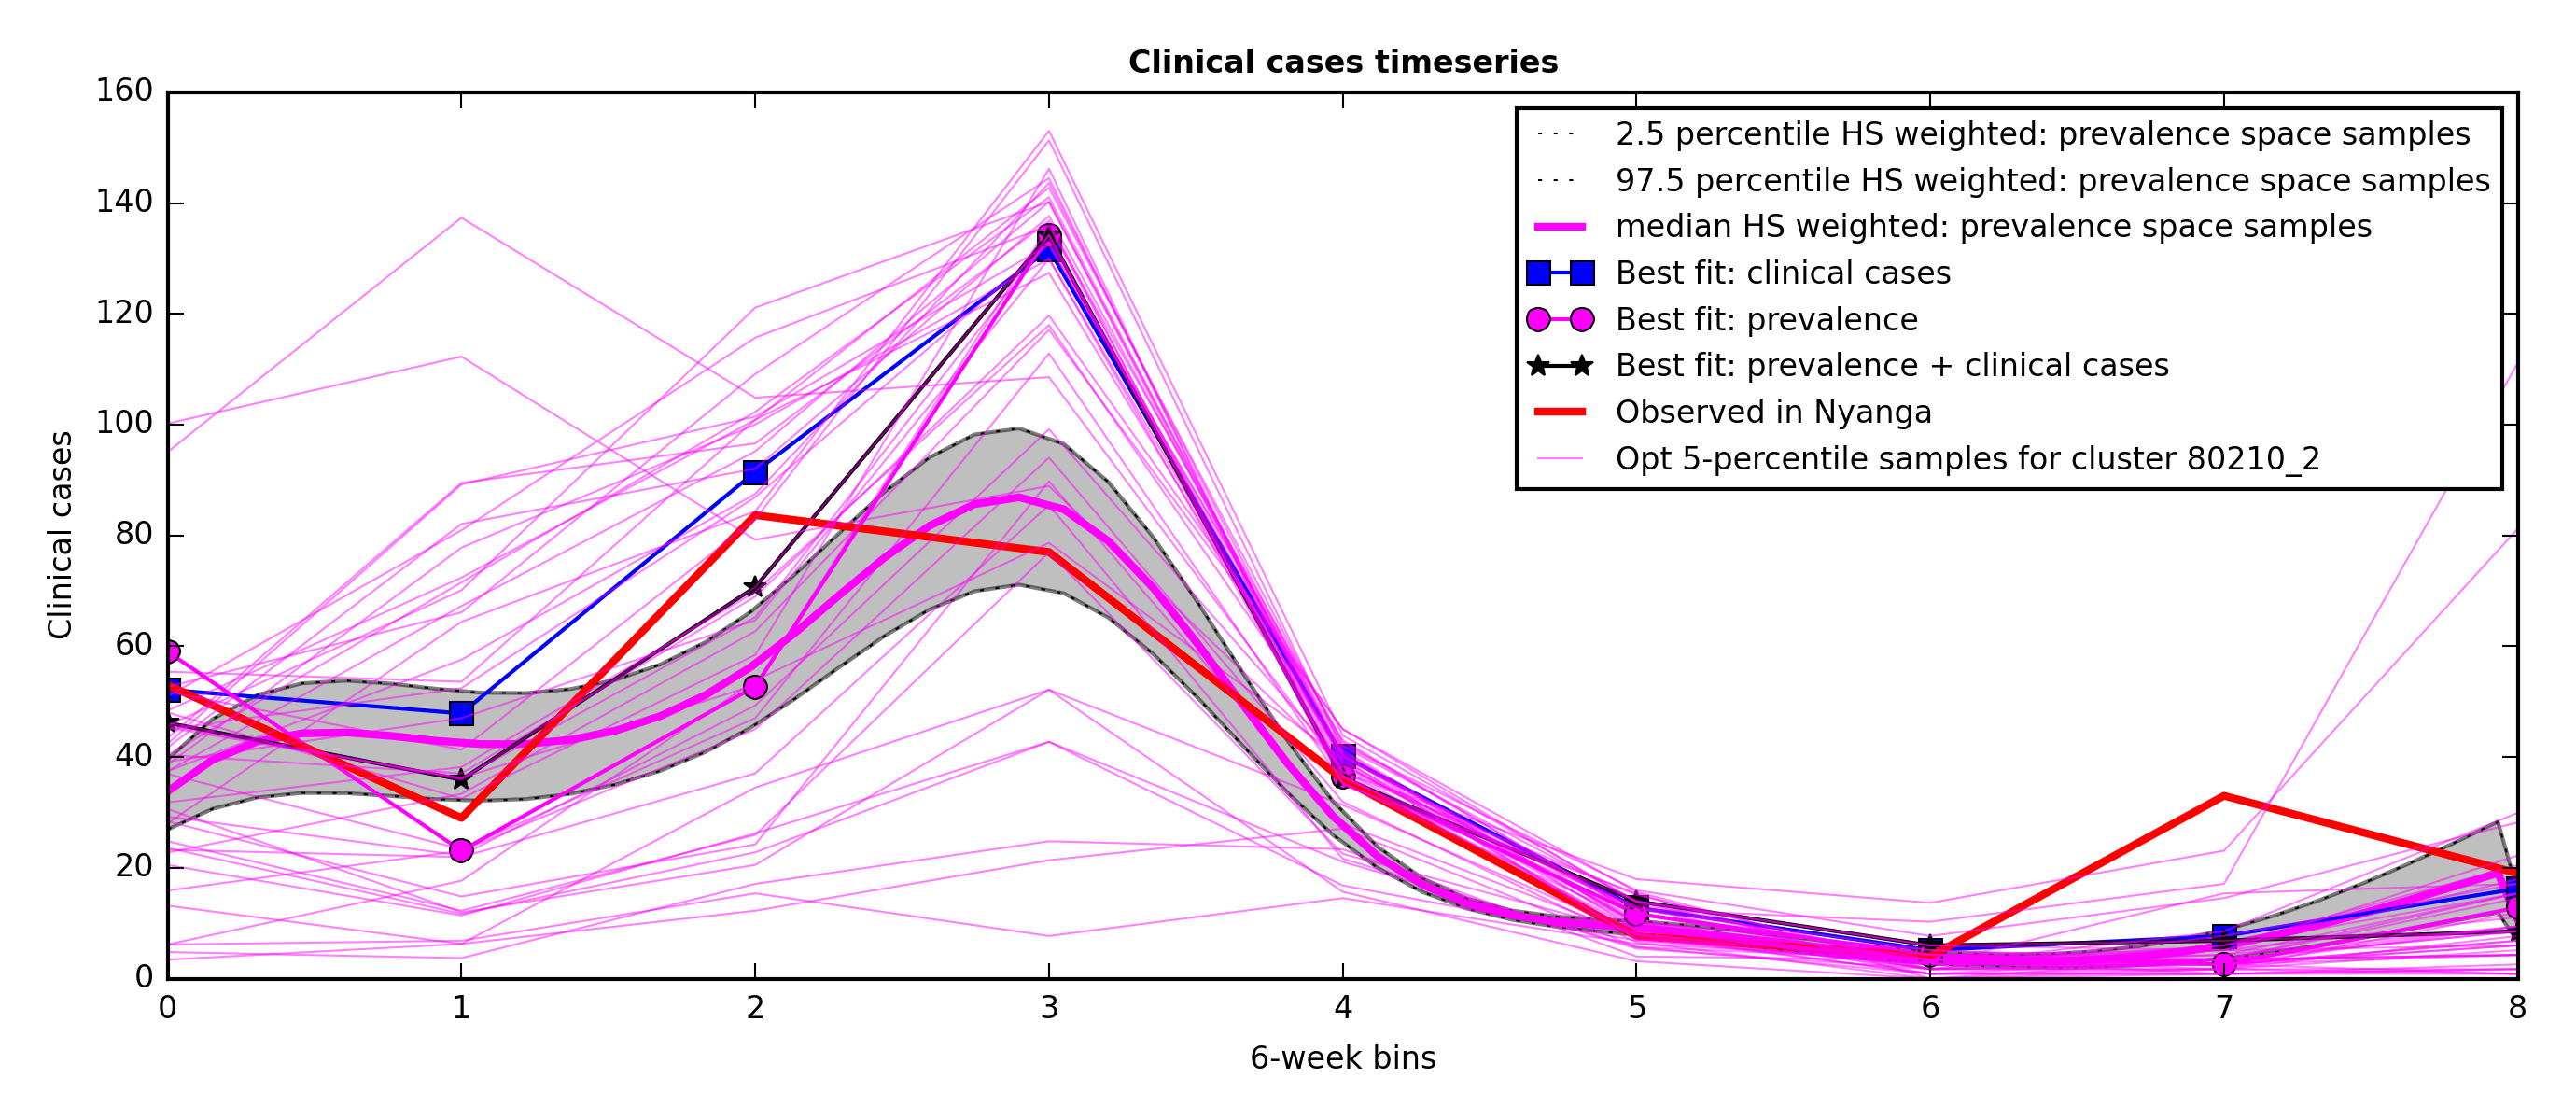 Clinical cases timeseries
160
140
120
100
80
60
40
20
0
Clinical cases
2.5 percentile HS weighted: prevalence space samples
97.5 percentile HS weighted: prevalence space samples
median HS weighted: prevalence space samples
Best fit: clinical cases
Best fit: prevalence
Best fit: prevalence + clinical cases
Observed in Nyanga
Opt 5-percentile samples for cluster 80210_2
0 1 2 3 4 5 6 7 8
6-week bins